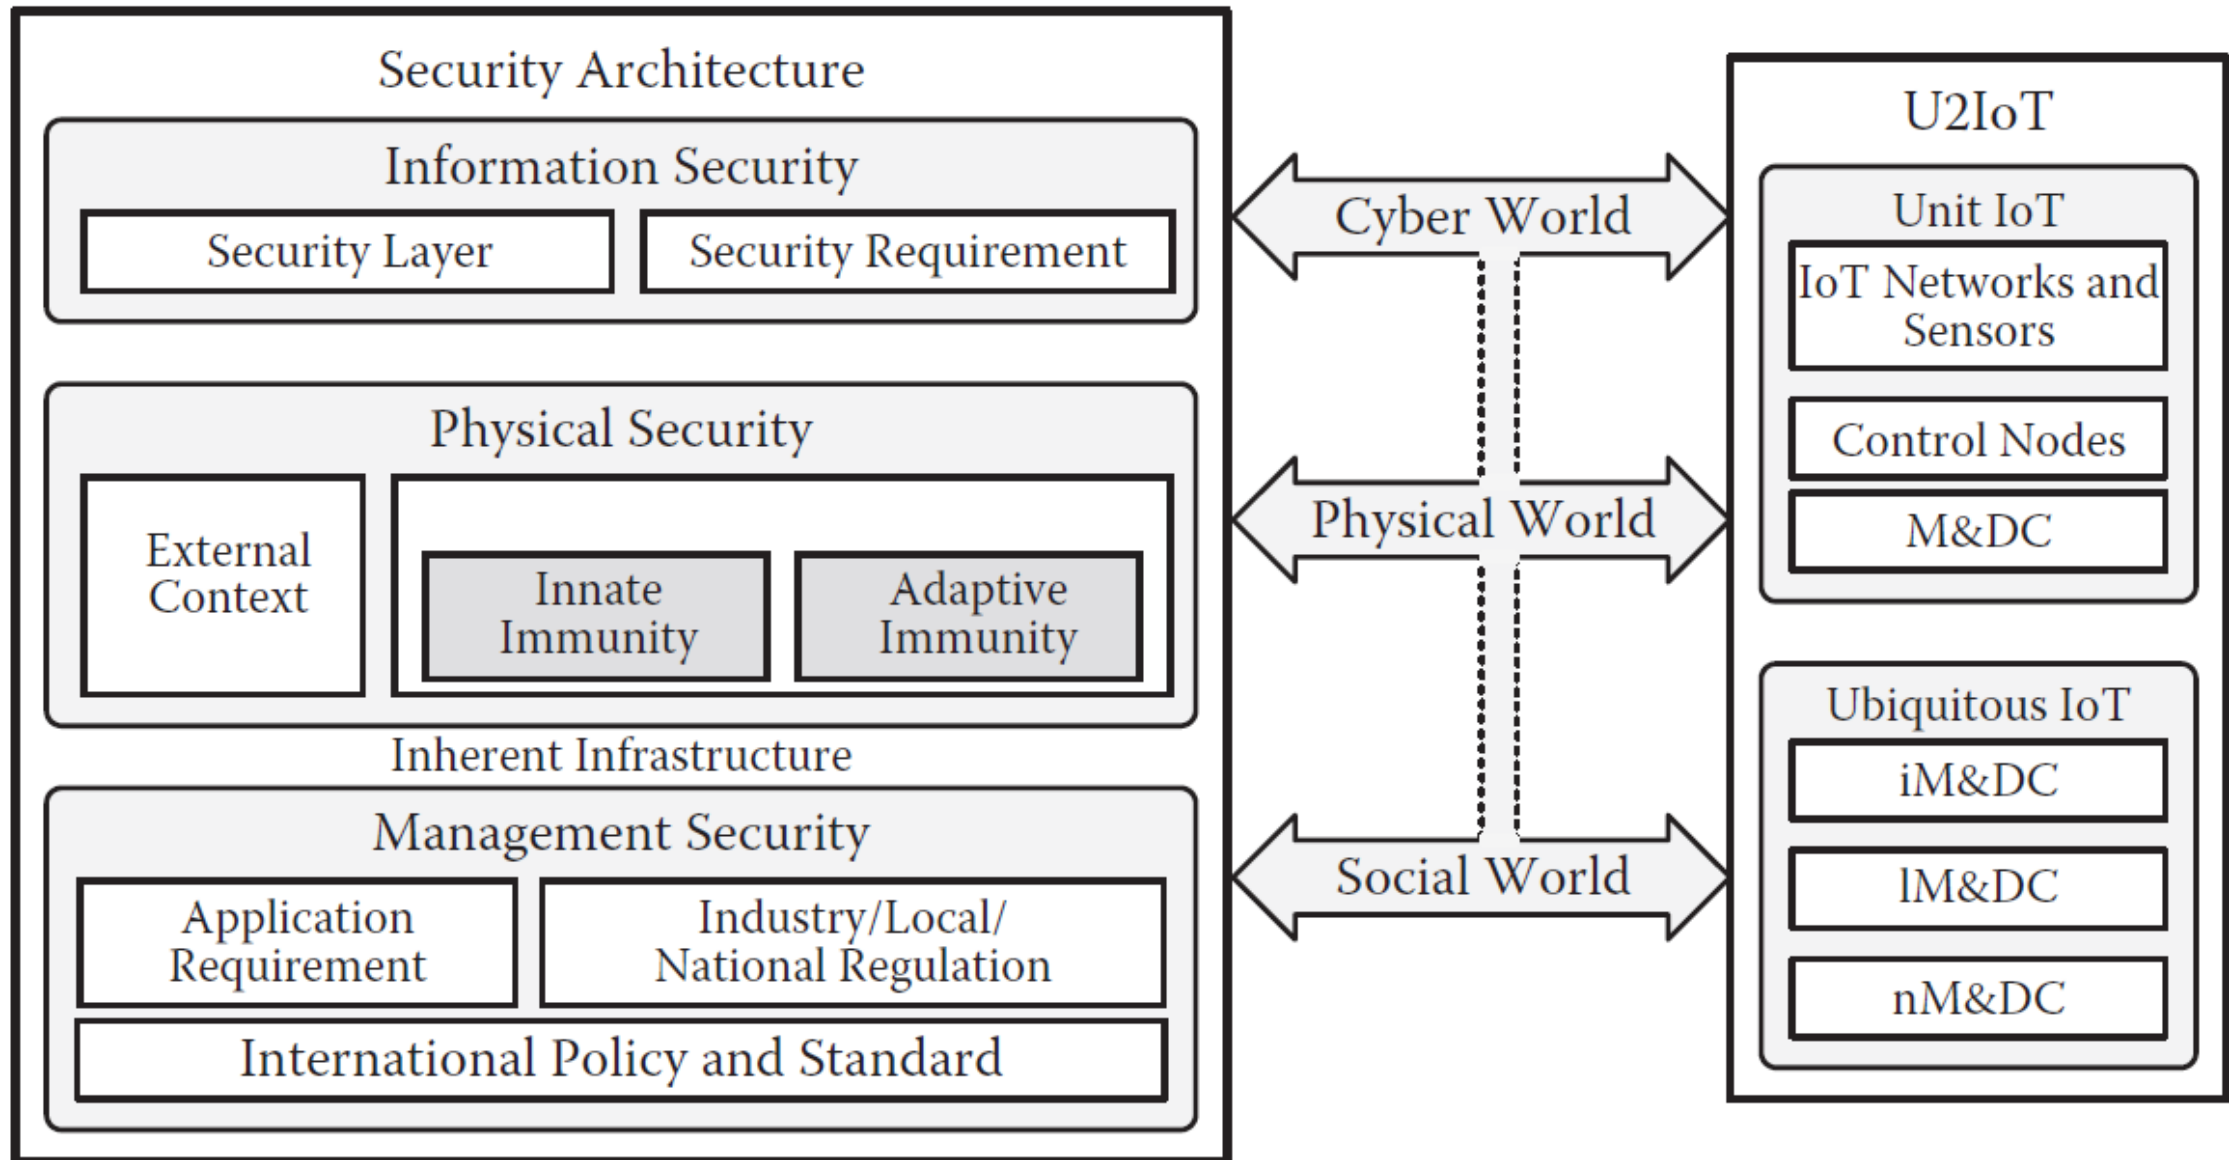 Security Architecture
Information Security
Security Layer
Security Requirement
Physical Security
External
Context
Innate
Immunity
Adaptive
Immunity
Inherent Infrastructure
Management Security
Application
Requirement
Industry/Local/
National Regulation
International Policy and Standard
Cyber World
Physical World
Social World
U2IoT
Unit IoT
IoT Networks and
Sensors
Control Nodes
M&DC
Ubiquitous IoT
iM&DC
lM&DC
nM&DC